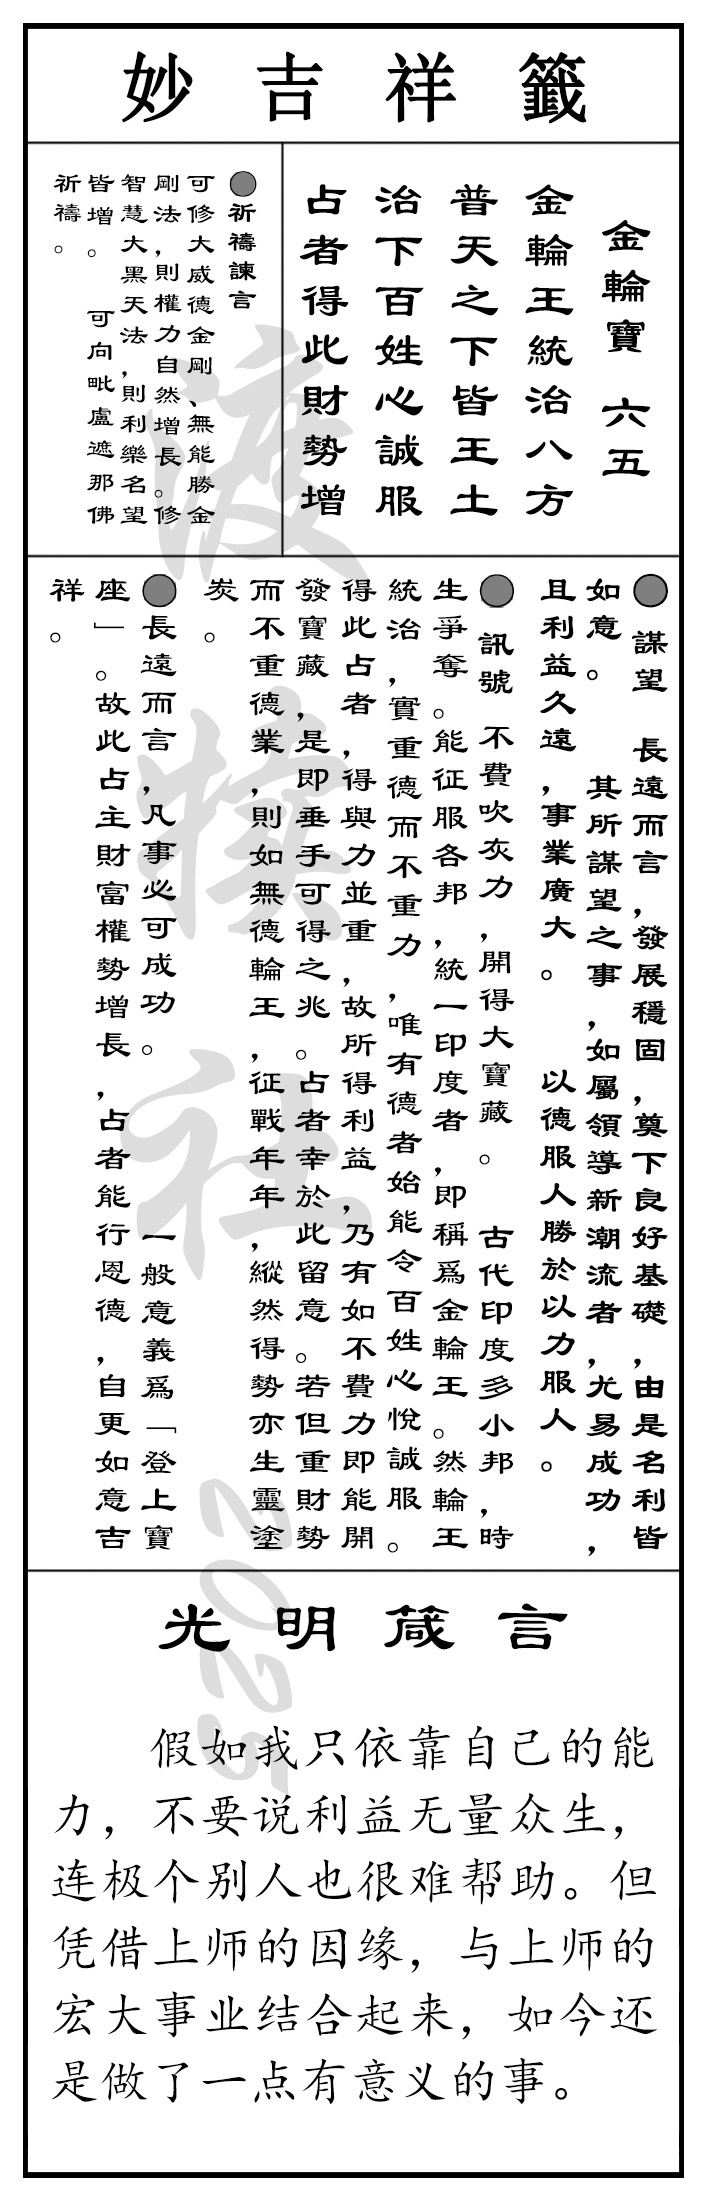 妙吉祥籤
金輪寶 六五
金輪王統治八方
普天之下皆王土
治下百姓心誠服
占者得此財勢增
●祈禱諫言
可修大威德金剛、無能勝金
剛法,則權力自然增長。修
智慧大黑天法,則利樂名望
皆增。 可向毗盧遮那佛
祈禱。
● 謀望 長遠而言,發展穩固,奠下良好基礎,由是名利皆
如意。 其所謀望之事,如屬領導新潮流者,尤易成功,
且利益久遠,事業廣大。 以德服人勝於以力服人。
● 訊號 不費吹灰力,開得大寶藏。 古代印度多小邦,時
生爭奪。能征服各邦,統一印度者,即稱爲金輪王。然輪王
統治,實重德而不重力,唯有德者始能令百姓心悅誠服。
得此占者,得與力並重,故所得利益,乃有如不費力即能開
發寶藏,是即垂手可得之兆。占者幸於此留意。若但重財勢
而不重德業,則如無德輪王,征戰年年,縱然得勢亦生靈塗
炭。
●長遠而言,凡事必可成功。 一般意義爲「登上寶
座」。故此占主財富權勢增長,占者能行恩德,自更如意吉
祥。
光明箴言
假如我只依靠自己的能
力，不要说利益无量众生，
连极个别人也很难帮助。但
凭借上师的因缘，与上师的
宏大事业结合起来，如今还
是做了一点有意义的事。
渡 社 2025